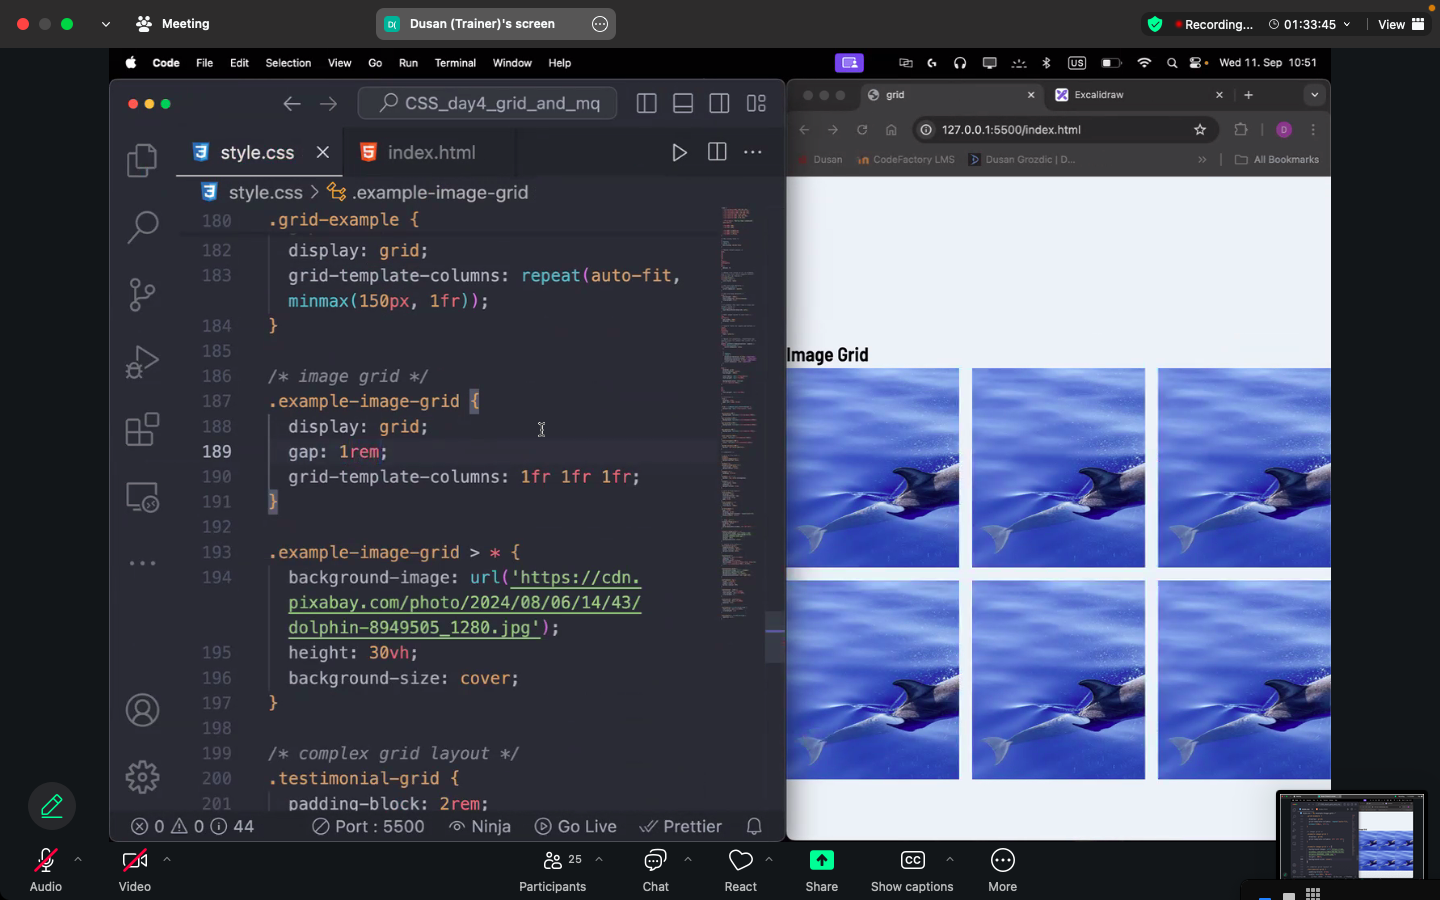 Meeting
D( Dusan (Trainer)'s screen
Recording...
01:33:45
View
Code File Edit Selection View Go Run Terminal Window Help
US
Wed 11. Sep 10:51
CSS_day4_grid_and_mq
style.css
index.html
style.css > .example-image-grid
180 .grid-example {
182 display: grid;
183 grid-template-columns: repeat(auto-fit,
minmax(150px, 1fr));
184 }
185
186 /* image grid */
187 .example-image-grid {
188 display: grid;
189 gap: 1rem;
190 grid-template-columns: 1fr 1fr 1fr;
191 }
192
193 .example-image-grid > * {
194 background-image: url('https://cdn.
pixabay.com/photo/2024/08/06/14/43/
dolphin-8949505_1280.jpg');
195 height: 30vh;
196 background-size: cover;
197 }
198
199 /* complex grid layout */
200 .testimonial-grid {
201 padding-block: 2rem;
0 0 44 Port : 5500 Ninja Go Live Prettier
grid
Excalidraw
127.0.0.1:5500/index.html
D
Dusan
CodeFactory LMS
Dusan Grozdic | D...
All Bookmarks
Image Grid
Audio
Video
25
Participants
Chat
React
Share
CC
Show captions
More